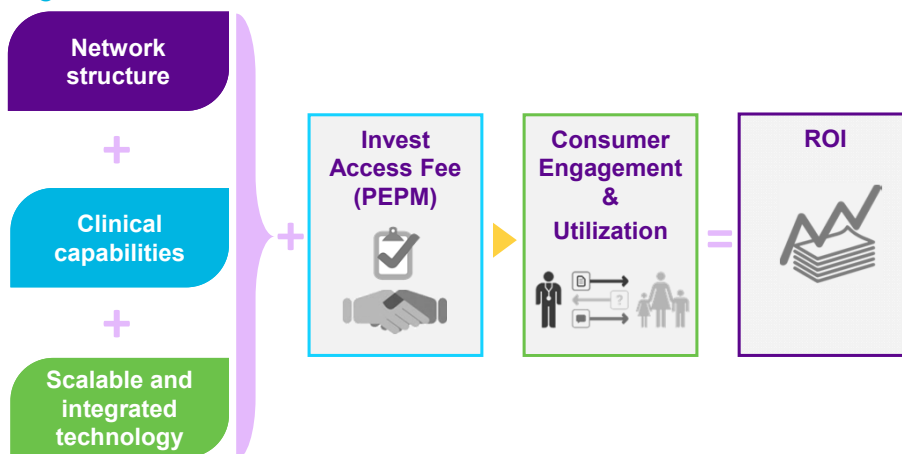 Network
structure
+
Clinical
capabilities
+
Scalable and
integrated
technology
+
Invest
Access Fee
(PEPM)
Consumer
Engagement
&
Utilization
?
=
ROI